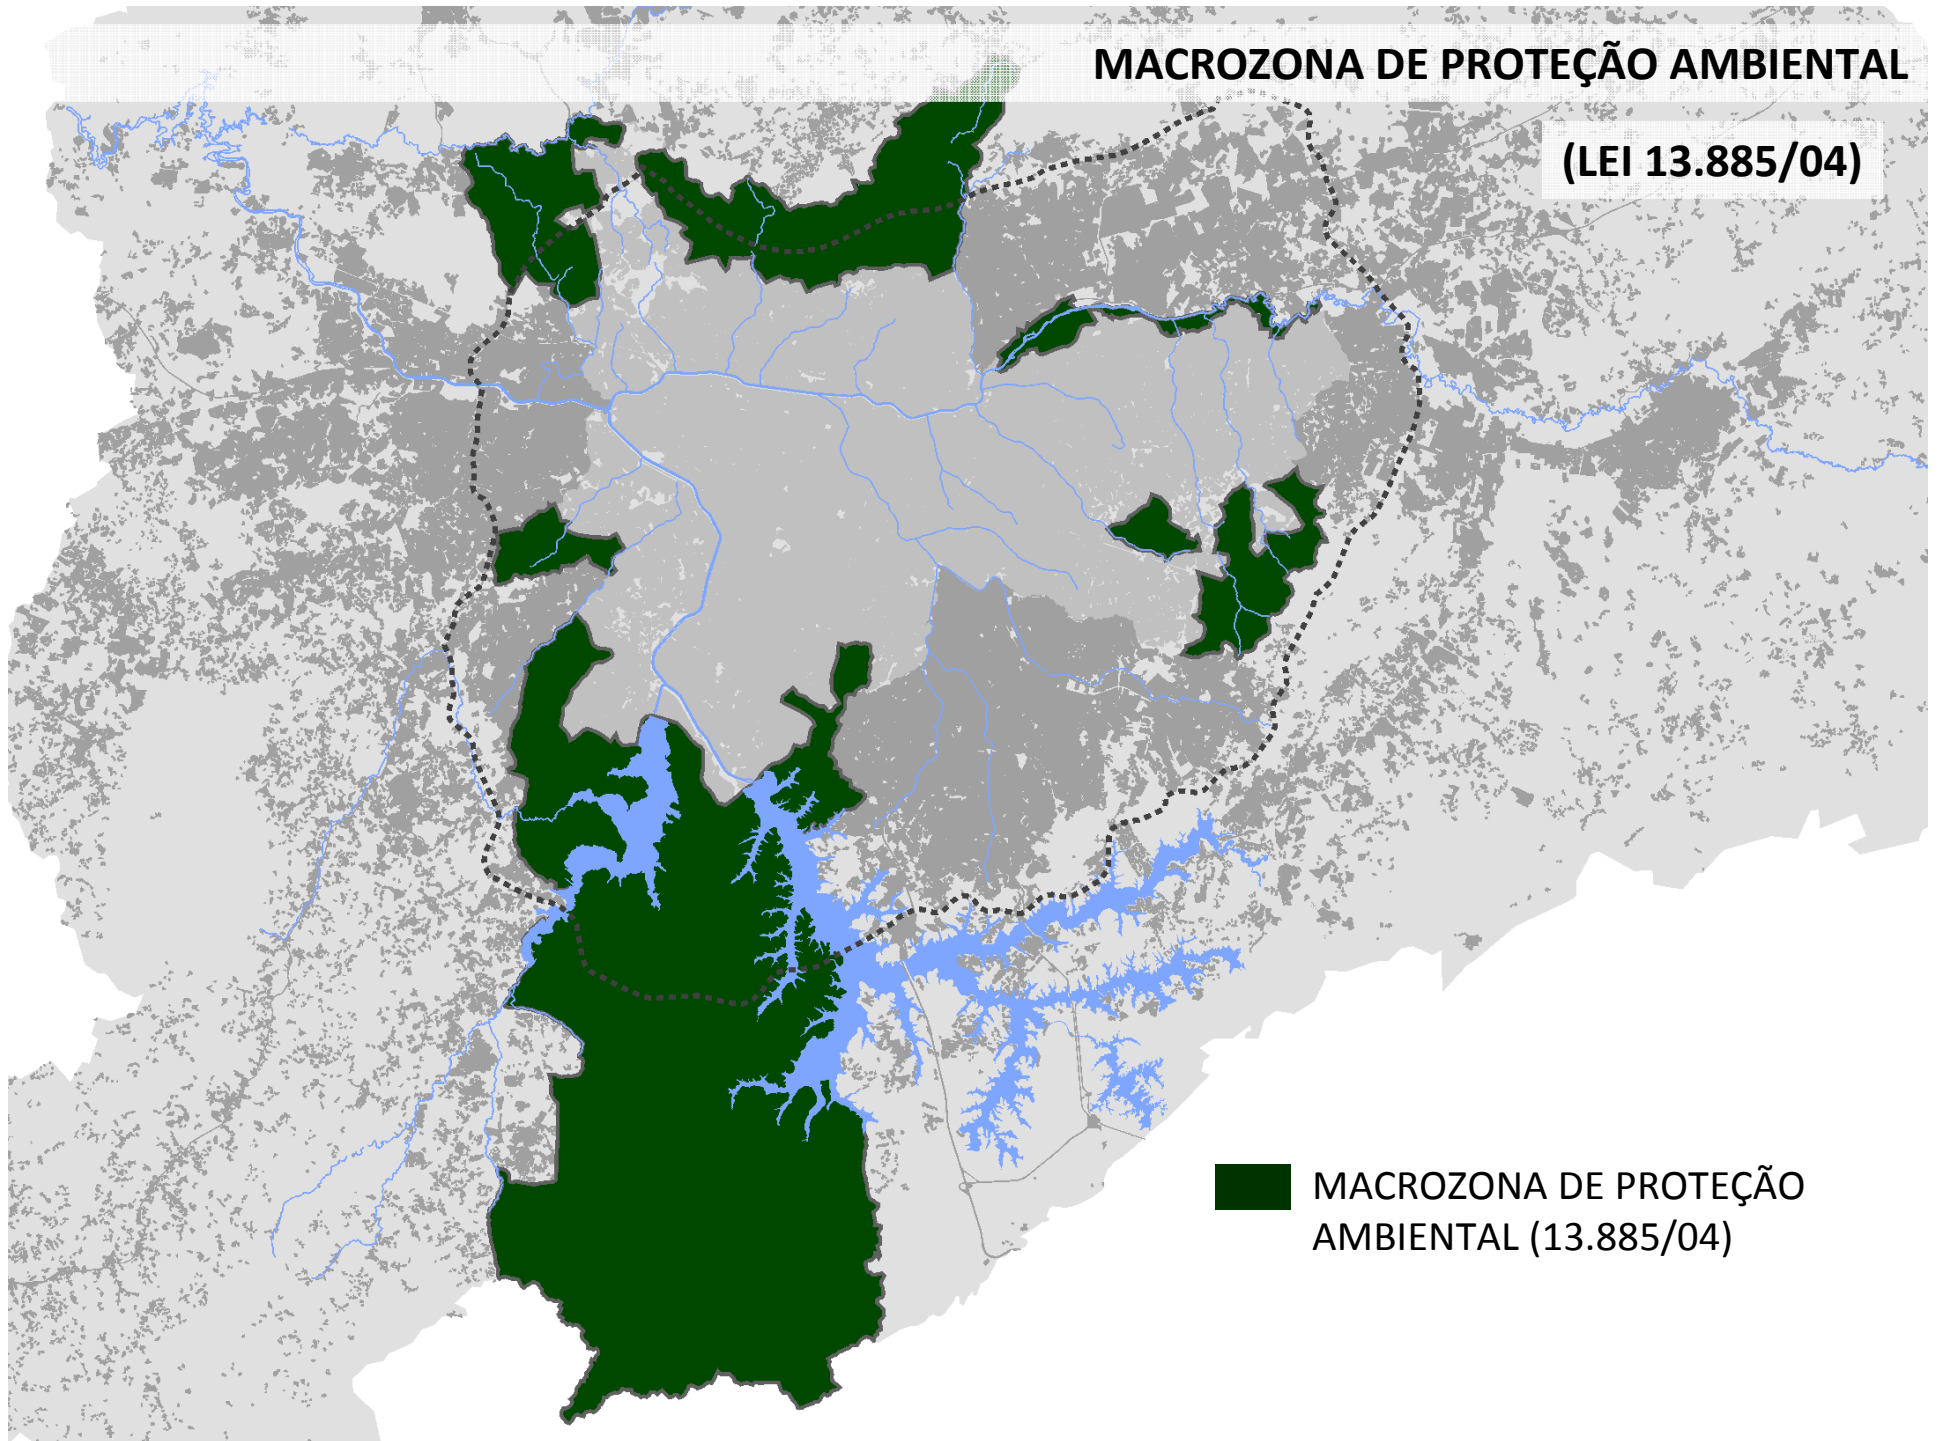 MACROZONA DE PROTEÇÃO AMBIENTAL
(LEI 13.885/04)
MACROZONA DE PROTEÇÃO
AMBIENTAL (13.885/04)